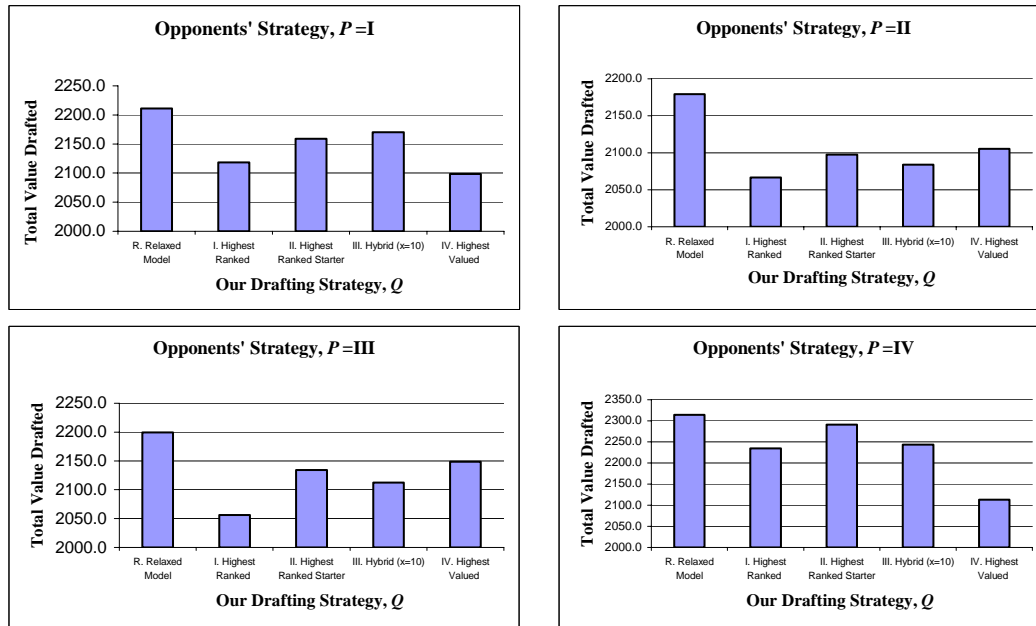 Opponents' Strategy, P =I
Total Value Drafted
2250.0
2200.0
2150.0
2100.0
2050.0
2000.0
R. Relaxed Model
I. Highest Ranked
II. Highest Ranked Starter
III. Hybrid (x=10)
IV. Highest Valued
Our Drafting Strategy, Q
Opponents' Strategy, P =II
Total Value Drafted
2200.0
2150.0
2100.0
2050.0
2000.0
R. Relaxed Model
I. Highest Ranked
II. Highest Ranked Starter
III. Hybrid (x=10)
IV. Highest Valued
Our Drafting Strategy, Q
Opponents' Strategy, P =III
Total Value Drafted
2250.0
2200.0
2150.0
2100.0
2050.0
2000.0
R. Relaxed Model
I. Highest Ranked
II. Highest Ranked Starter
III. Hybrid (x=10)
IV. Highest Valued
Our Drafting Strategy, Q
Opponents' Strategy, P =IV
Total Value Drafted
2350.0
2300.0
2250.0
2200.0
2150.0
2100.0
2050.0
2000.0
R. Relaxed Model
I. Highest Ranked
II. Highest Ranked Starter
III. Hybrid (x=10)
IV. Highest Valued
Our Drafting Strategy, Q